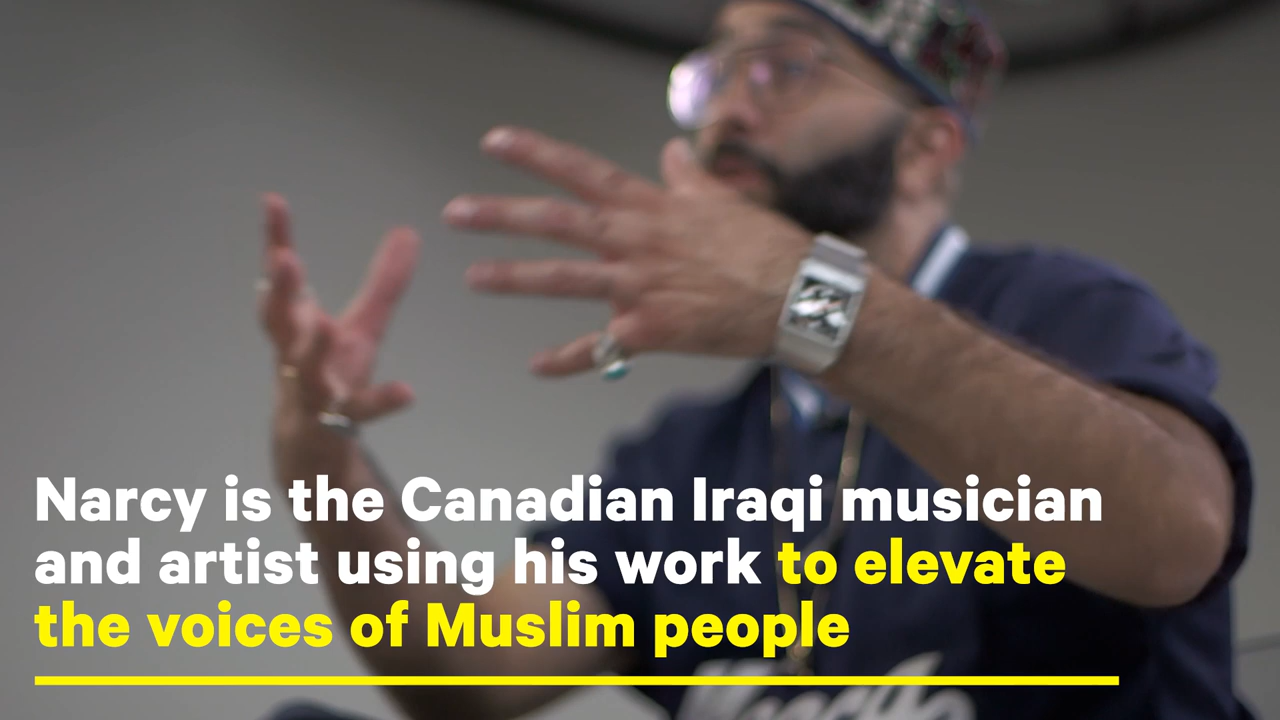 Narcy is the Canadian Iraqi musician
and artist using his work to elevate
the voices of Muslim people